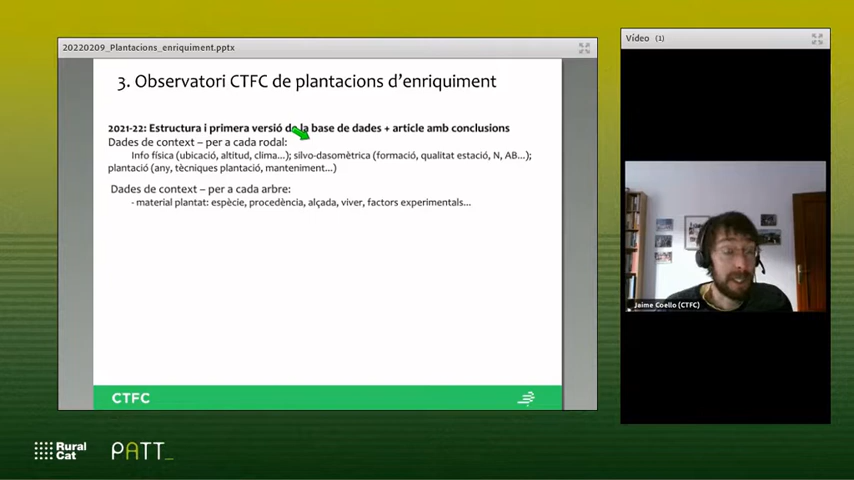 20220209_Plantacions_enriquiment.pptx
Vídeo (1)
3. Observatori CTFC de plantacions d'enriquiment
2021-22: Estructura i primera versió de la base de dades + article amb conclusions
Dades de context – per a cada rodal:
Info física (ubicació, altitud, clima...); silvo-dasomètrica (formació, qualitat estació, N, AB...);
plantació (any, tècniques plantació, manteniment...)
Dades de context – per a cada arbre:
- material plantat: espècie, procedència, alçada, viver, factors experimentals...
Jaime Coello (CTFC)
CTFC
Rural
Cat
PATT_